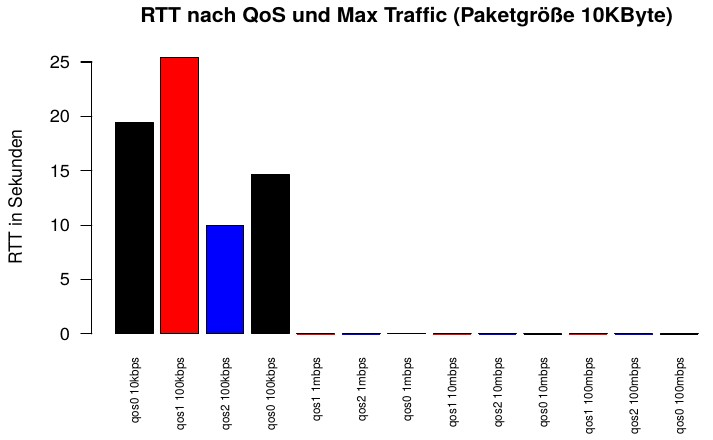 RTT nach QoS und Max Traffic (Paketgröße 10KByte)
RTT in Sekunden
25
20
15
10
5
0
qos0 10kbps
qos1 100kbps
qos2 100kbps
qos0 100kbps
qos1 1mbps
qos2 1mbps
qos0 1mbps
qos1 10mbps
qos2 10mbps
qos0 10mbps
qos1 100mbps
qos2 100mbps
qos0 100mbps